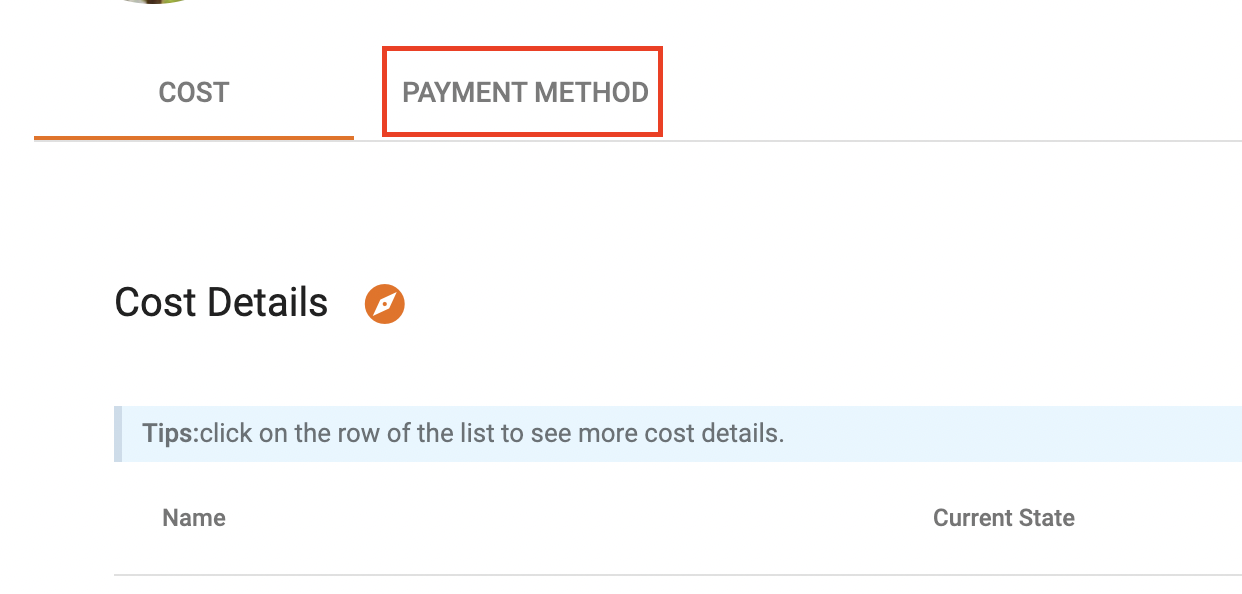 COST PAYMENT METHOD
Cost Details
Tips:click on the row of the list to see more cost details.
Name Current State